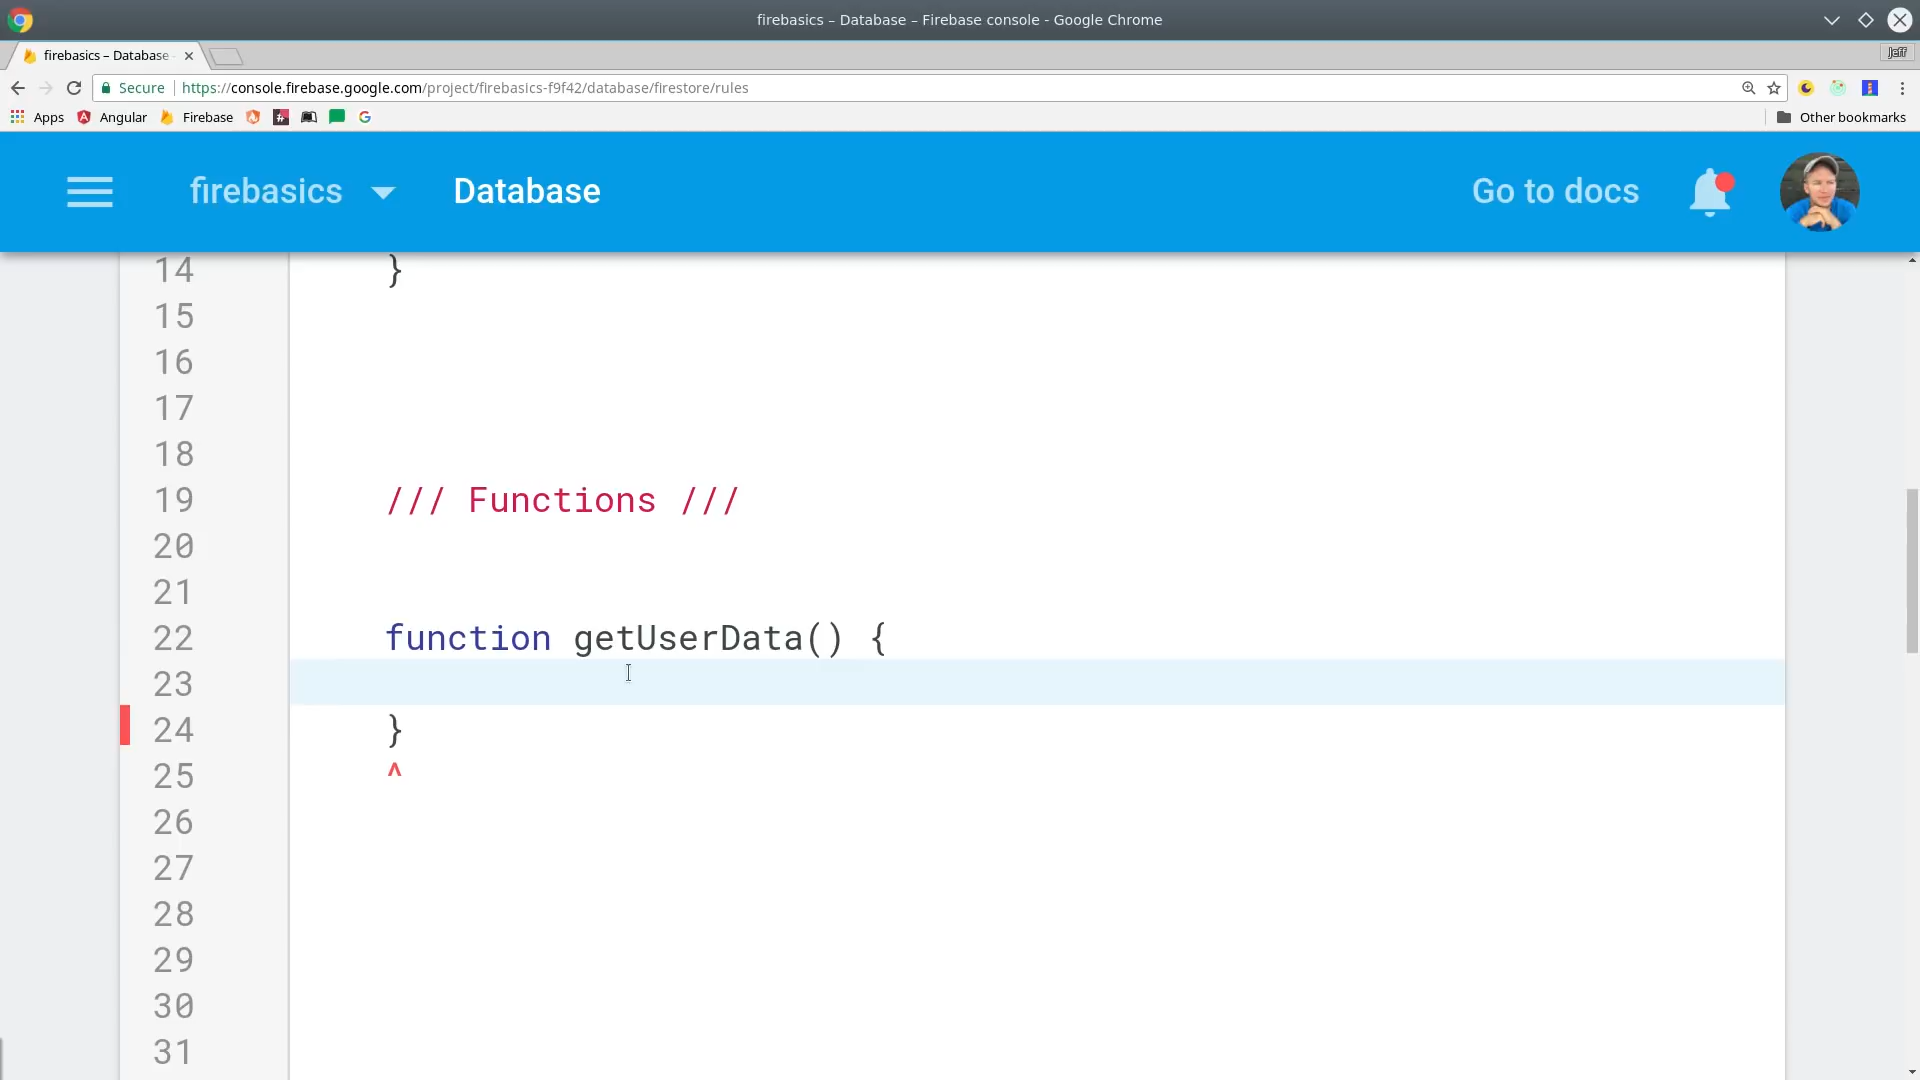 firebasics – Database – Firebase console - Google Chrome
firebasics – Database -
Jeff
Secure
https://console.firebase.google.com/project/firebasics-f9f42/database/firestore/rules
Apps
Angular
Firebase
Other bookmarks
firebasics
Database
Go to docs
14 }
15
16
17
18
19 /// Functions ///
20
21
22 function getUserData() {
23
24 }
25 ^
26
27
28
29
30
31